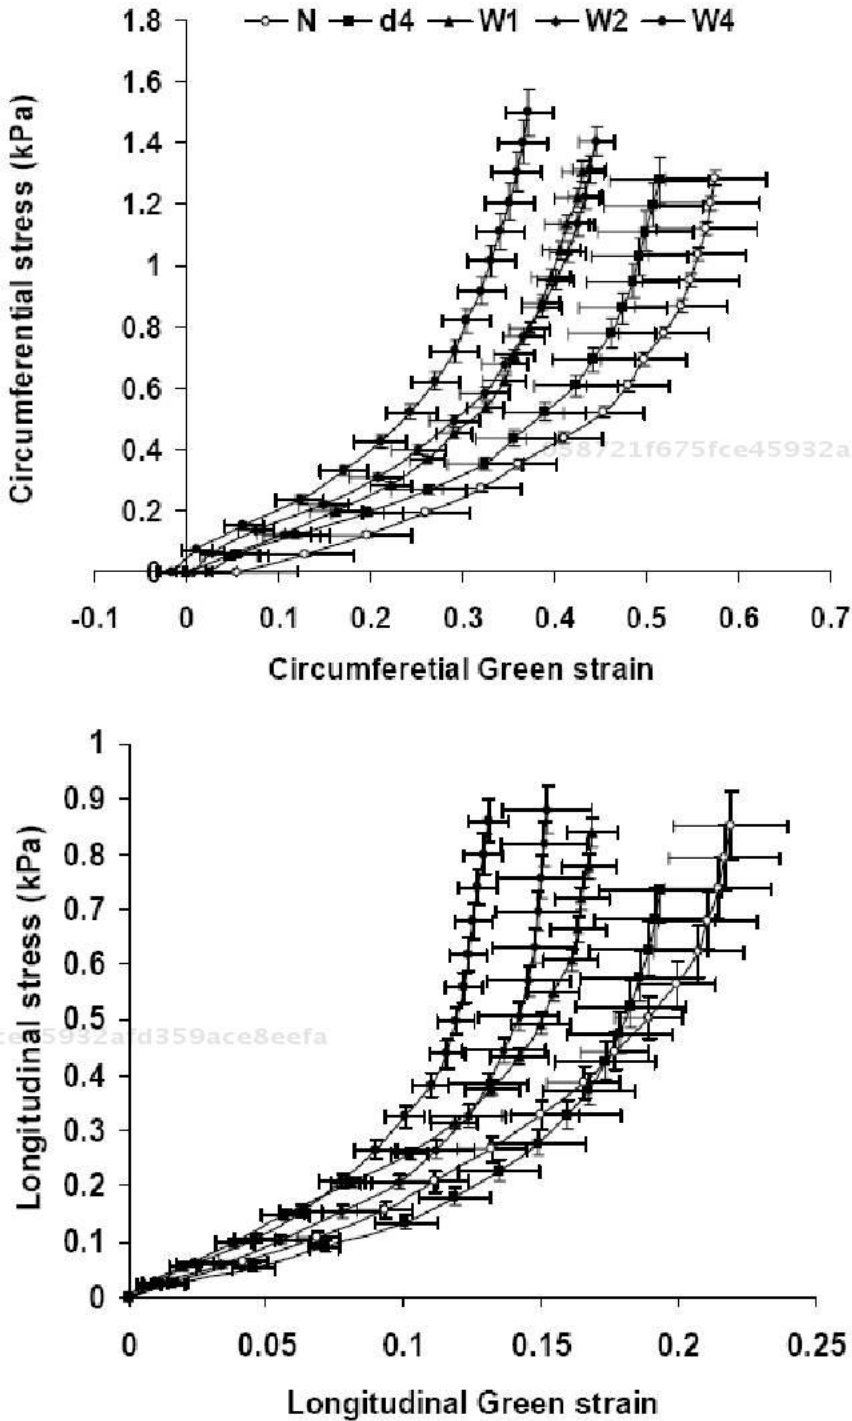 N d4 W1 W2 W4
1.8
1.6
1.4
1.2
1
0.8
0.6
0.4
0.2
0
Circumferential stress (kPa)
-0.1 0 0.1 0.2 0.3 0.4 0.5 0.6 0.7
Circumferetial Green strain
058721f675fce45932a
1
0.9
0.8
0.7
0.6
0.5
0.4
0.3
0.2
0.1
0
Longitudinal stress (kPa)
ce45932afd359ace8eefa
0 0.05 0.1 0.15 0.2 0.25
Longitudinal Green strain